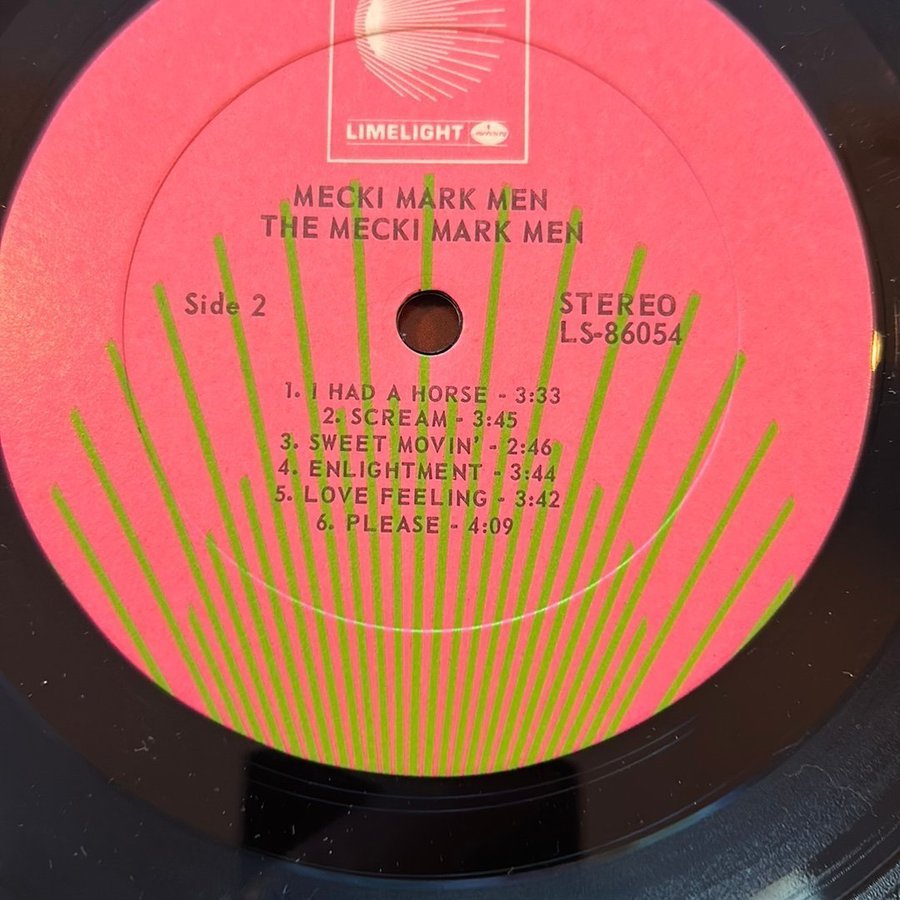 LIMELIGHT
MECKI MARK MEN
THE MECKI MARK MEN
Side 2
STEREO
LS-86054
1. I HAD A HORSE - 3:33
2. SCREAM - 3:45
3. SWEET MOVIN' - 2:46
4. ENLIGHTMENT - 3:44
5. LOVE FEELING - 3:42
6. PLEASE - 4:09